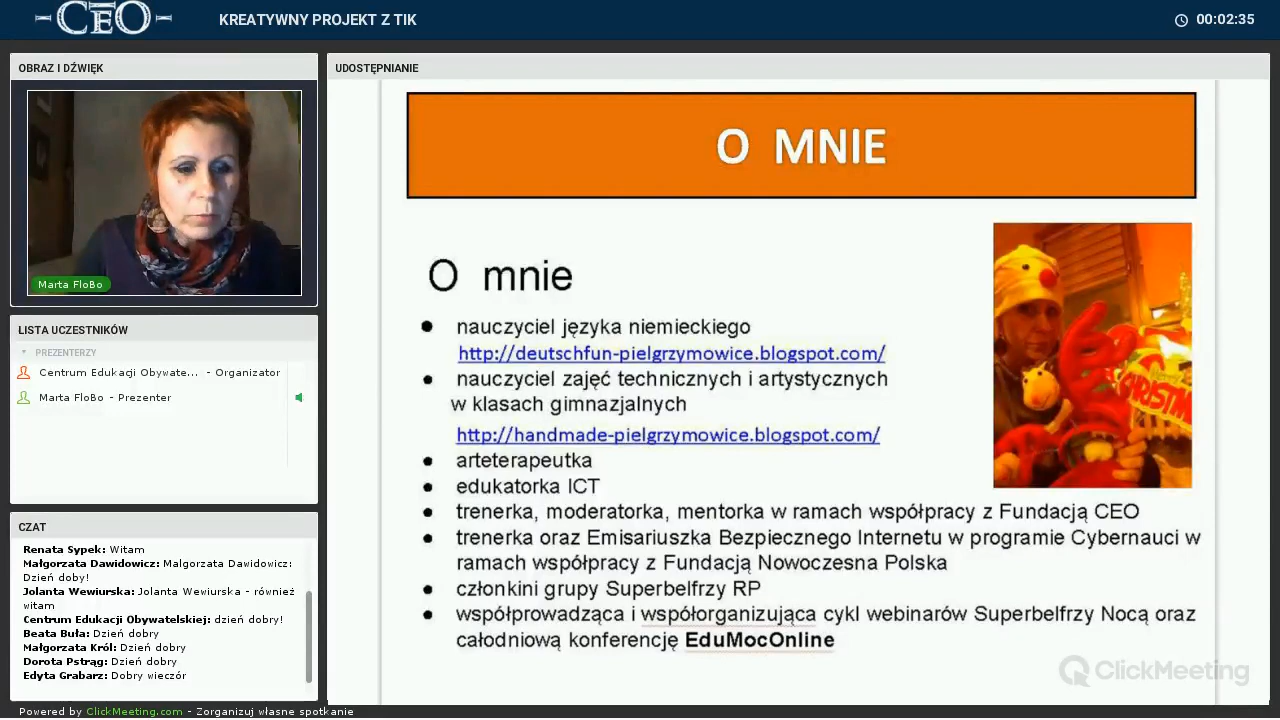 CEO
KREATYWNY PROJEKT Z TIK
00:02:35
OBRAZ I DŹWIĘK
Marta FloBo
LISTA UCZESTNIKÓW
PREZENTERZY
Centrum Edukacji Obywate... - Organizator
Marta FloBo - Prezenter
CZAT
Renata Sypek: Witam
Małgorzata Dawidowicz: Malgorzata Dawidowicz:
Dzień doby!
Jolanta Wewiurska: Jolanta Wewiurska - również
witam
Centrum Edukacji Obywatelskiej: dzień dobry!
Beata Buła: Dzień dobry
Małgorzata Król: Dzień dobry
Dorota Pstrąg: Dzień dobry
Edyta Grabarz: Dobry wieczór
Powered by ClickMeeting.com - Zorganizuj własne spotkanie
UDOSTĘPNIANIE
O MNIE
O mnie
nauczyciel języka niemieckiego
http://deutschfun-pielgrzymowice.blogspot.com/
nauczyciel zajęć technicznych i artystycznych
w klasach gimnazjalnych
http://handmade-pielgrzymowice.blogspot.com/
arteterapeutka
edukatorka ICT
trenerka, moderatorka, mentorka w ramach współpracy z Fundacją CEO
trenerka oraz Emisariuszka Bezpiecznego Internetu w programie Cybernauci w
ramach współpracy z Fundacją Nowoczesna Polska
członkini grupy Superbelfrzy RP
współprowadząca i współorganizująca cykl webinarów Superbelfrzy Nocą oraz
całodniową konferencję EduMocOnline
ClickMeeting